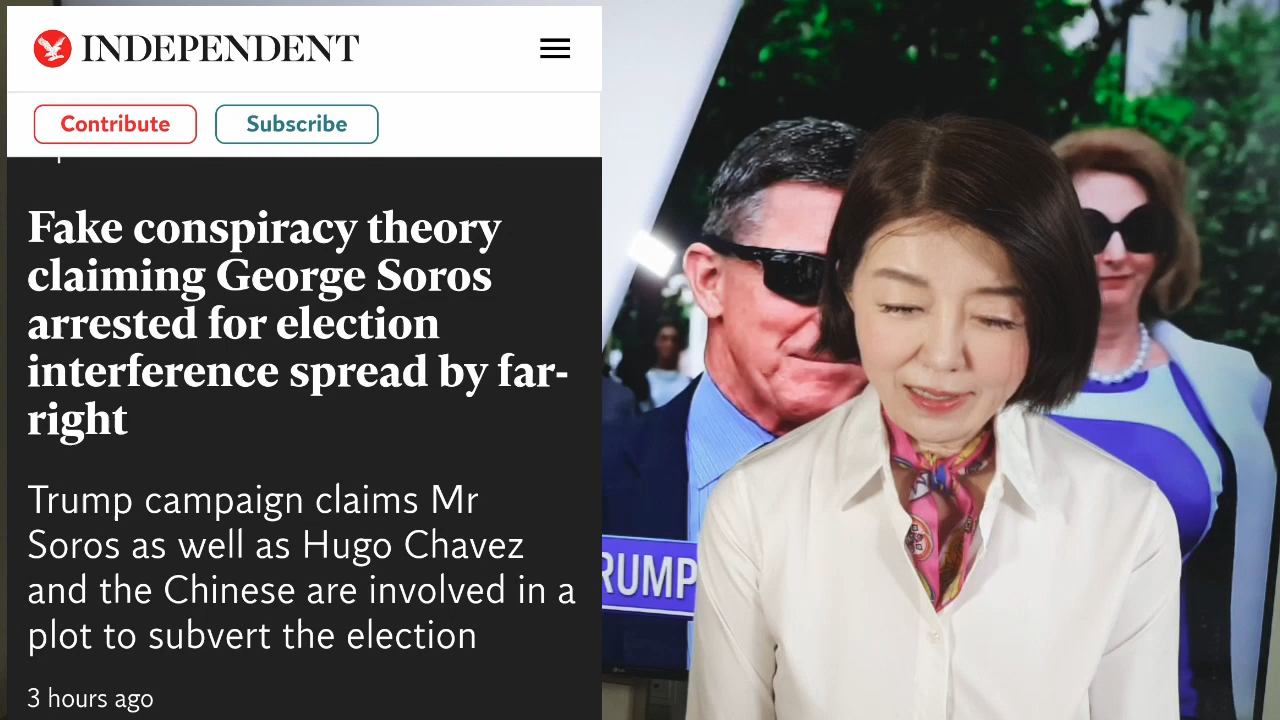 INDEPENDENT
Contribute
Subscribe
Fake conspiracy theory
claiming George Soros
arrested for election
interference spread by far-
right
Trump campaign claims Mr
Soros as well as Hugo Chavez
and the Chinese are involved in a
plot to subvert the election
3 hours ago
RUMP